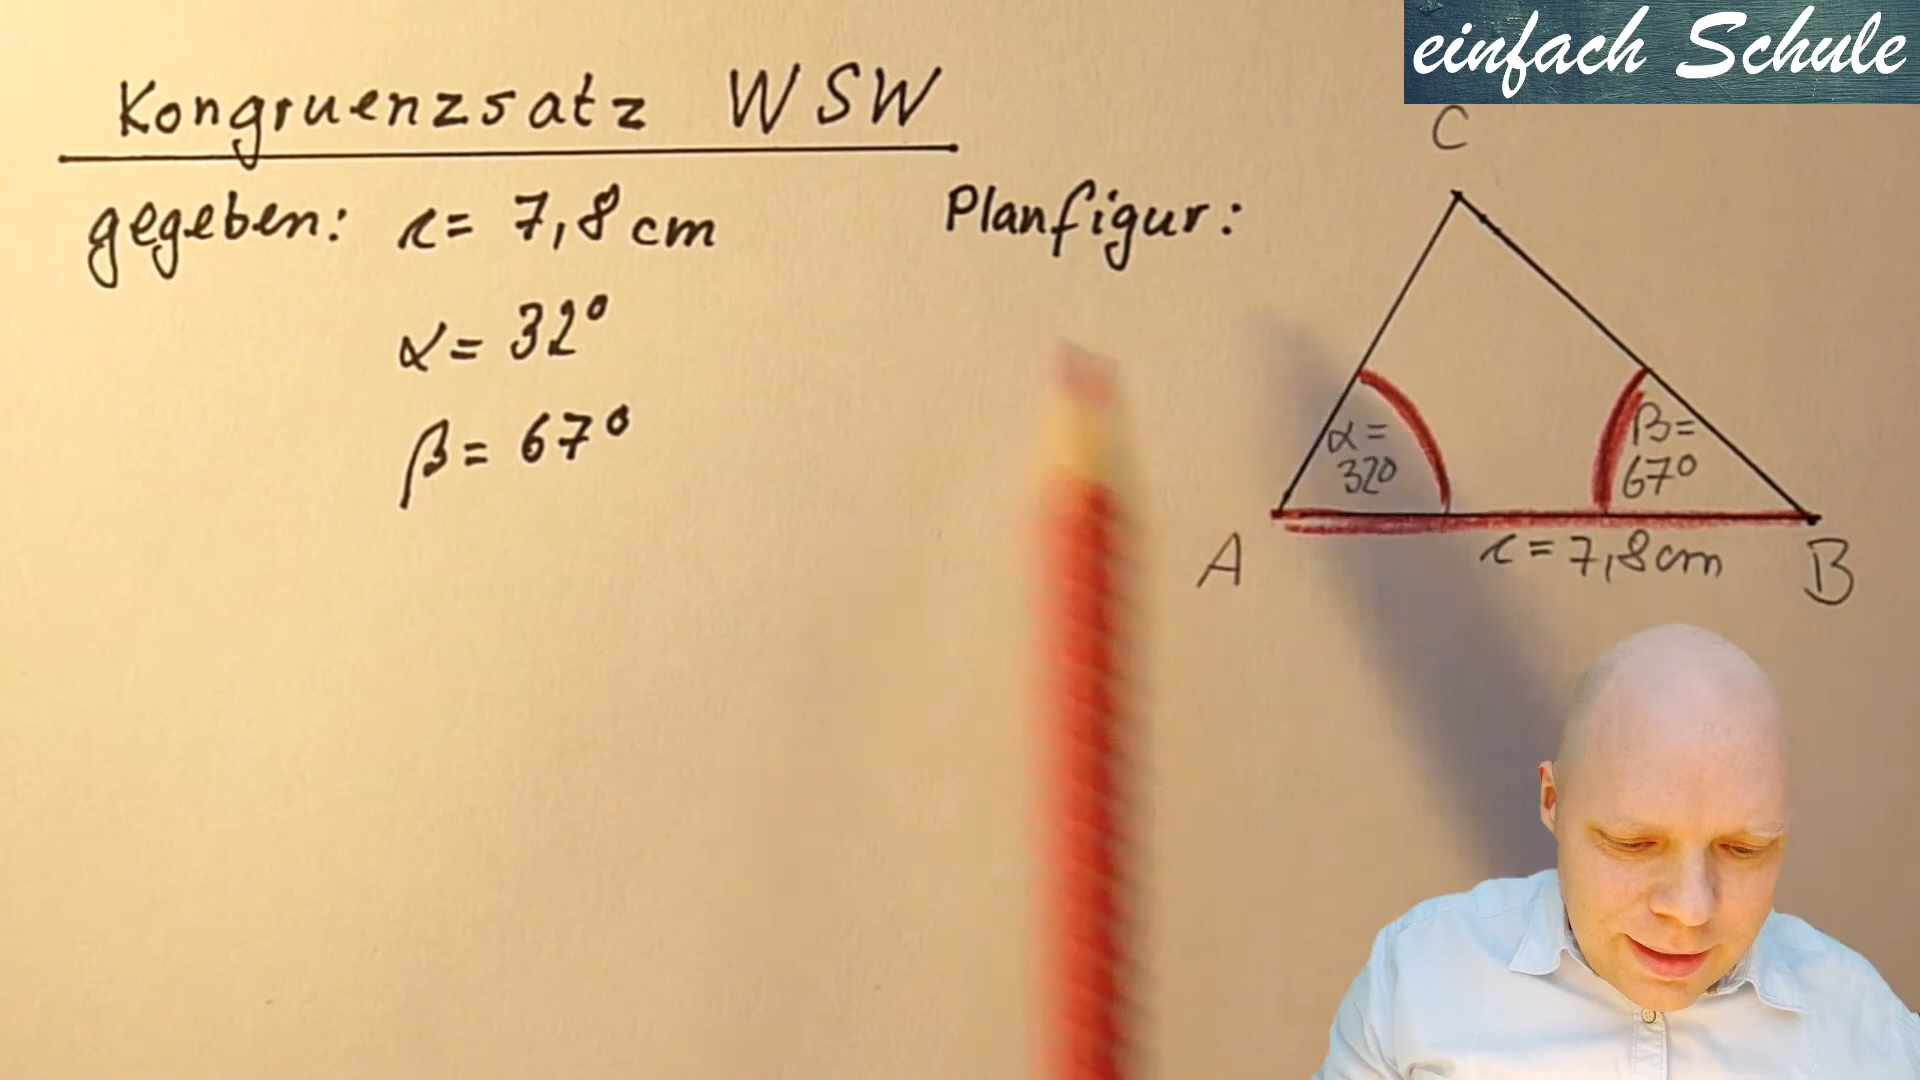 einfach Schule
Kongruenzsatz WSW
gegeben: c = 7,8 cm
α = 32°
β = 67°
Planfigur:
C
α =
32°
β =
67°
A
c = 7,8 cm
B